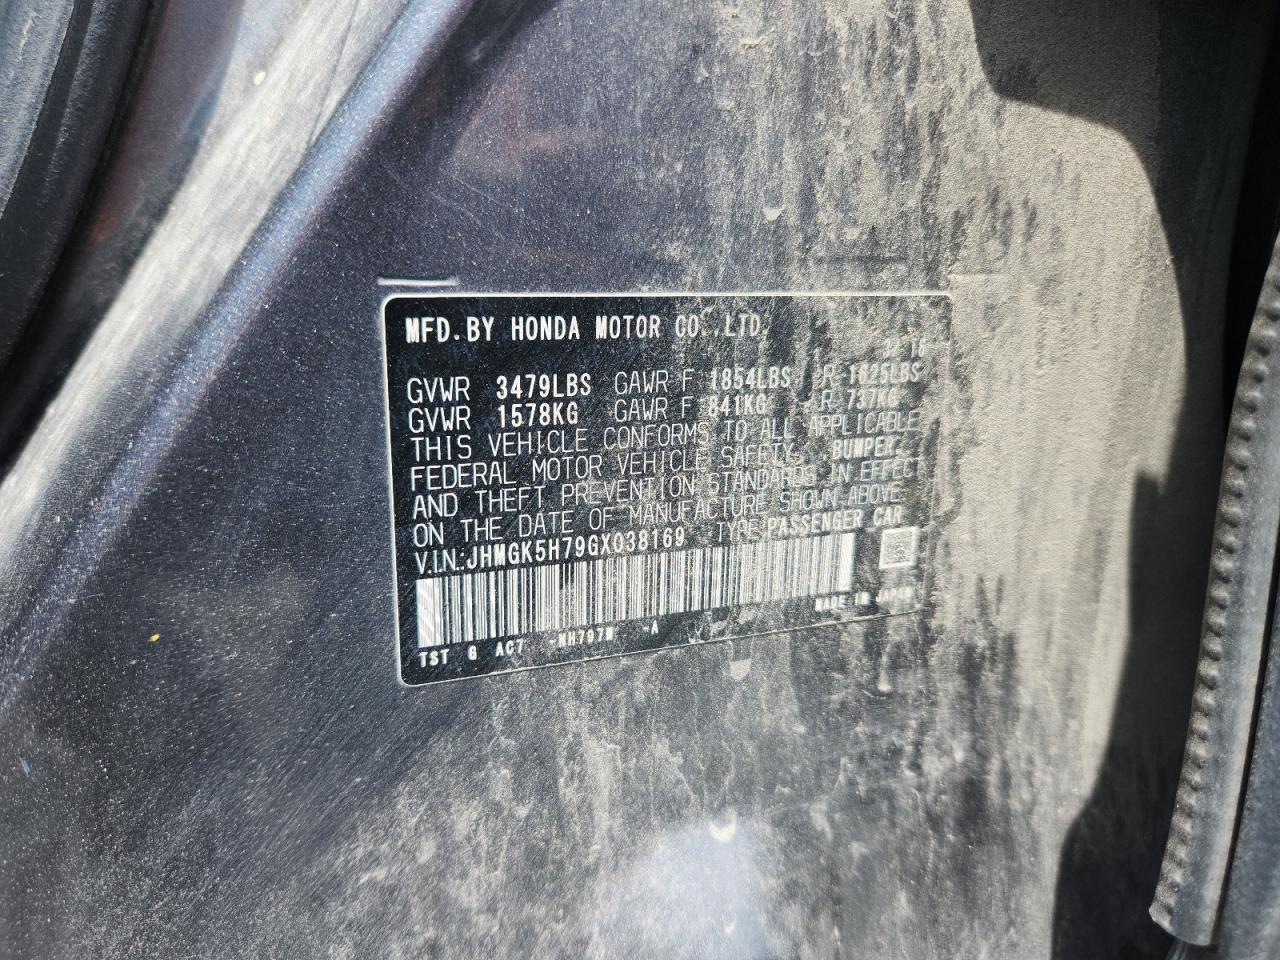 MFD. BY HONDA MOTOR CO., LTD.
GVWR 3479LBS GAWR F 1854LBS R 1625LBS
GVWR 1578KG GAWR F 841KG R 737KG
THIS VEHICLE CONFORMS TO ALL APPLICABLE
FEDERAL MOTOR VEHICLE SAFETY, BUMPER,
AND THEFT PREVENTION STANDARDS IN EFFECT
ON THE DATE OF MANUFACTURE SHOWN ABOVE.
V.I.N.:JHMGK5H79GX038169 TYPE:PASSENGER CAR
MADE IN JAPAN
TST G AC7 -NH797M -A